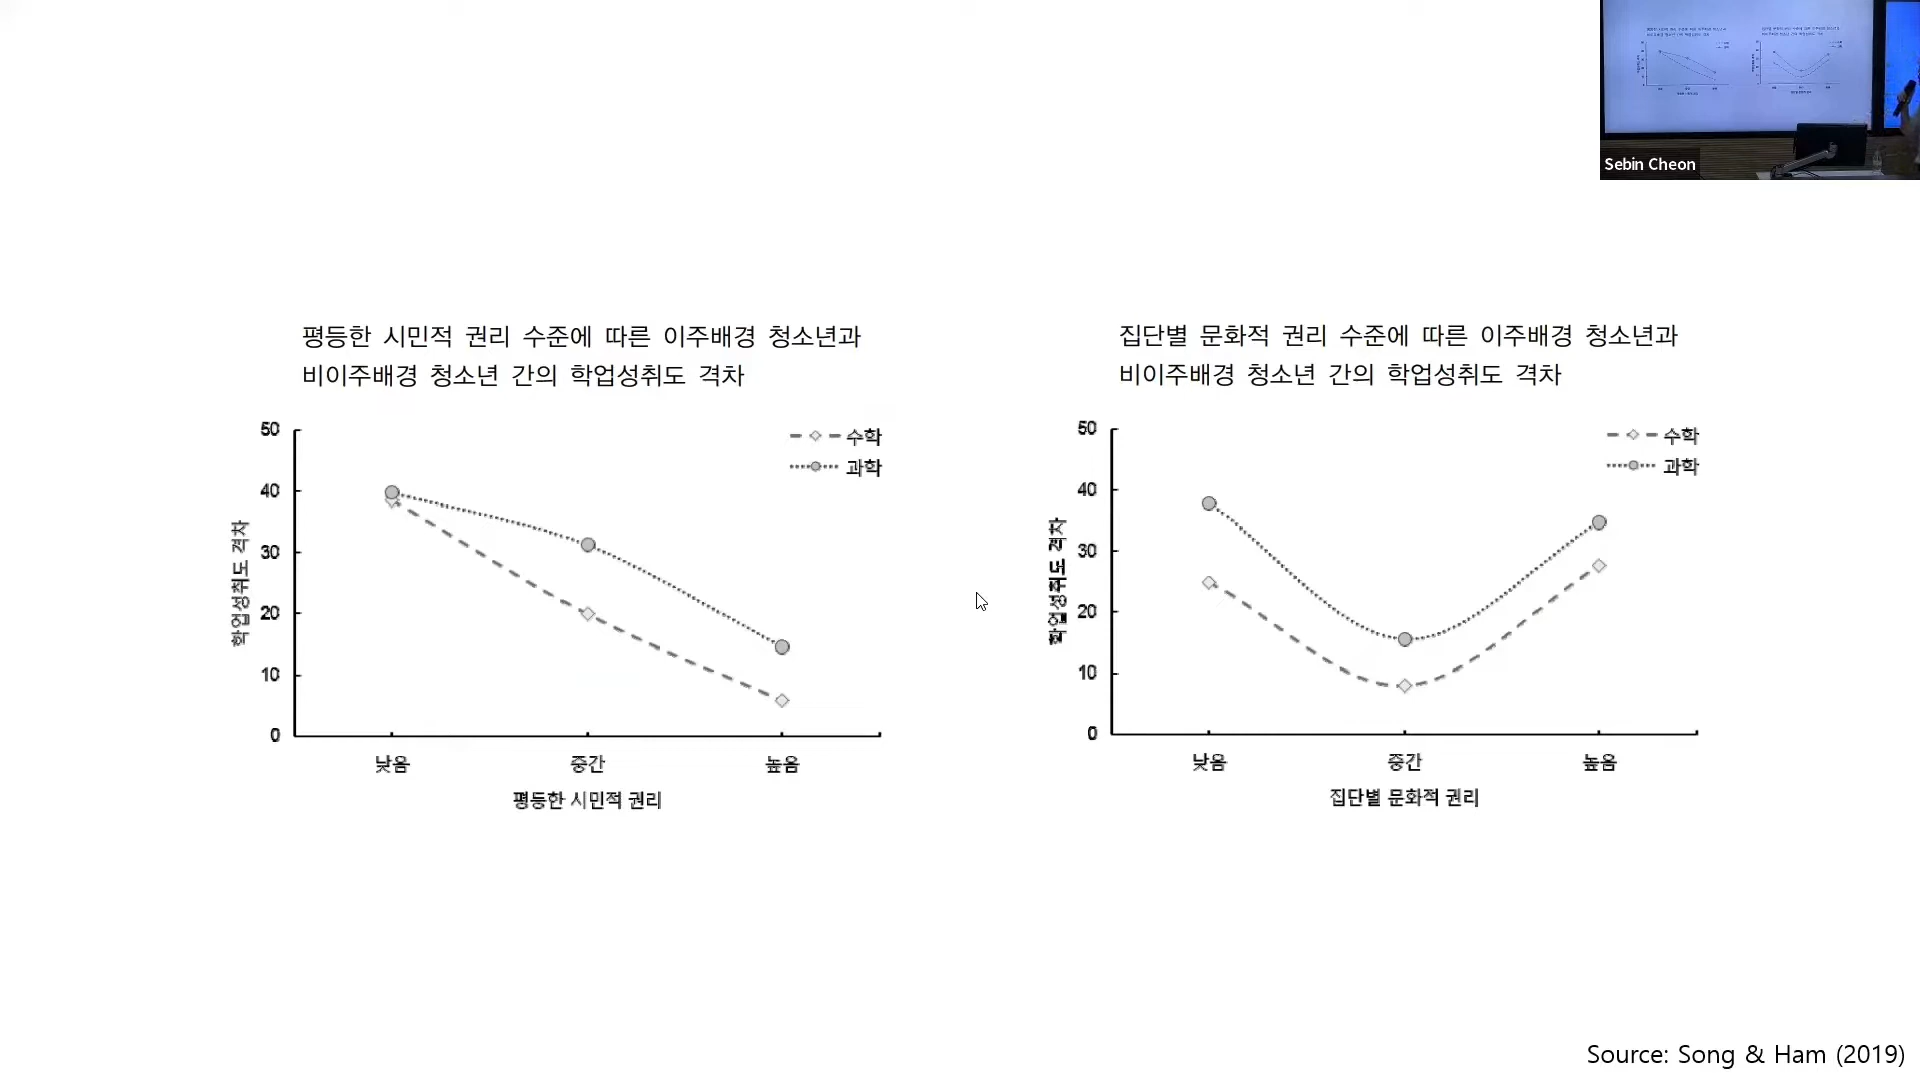 Sebin Cheon
평등한 시민적 권리 수준에 따른 이주배경 청소년과
비이주배경 청소년 간의 학업성취도 격차
50
40
30
20
10
0
학업성취도 격차
수학
과학
낮음 중간 높음
평등한 시민적 권리
집단별 문화적 권리 수준에 따른 이주배경 청소년과
비이주배경 청소년 간의 학업성취도 격차
50
40
30
20
10
0
학업성취도 격차
수학
과학
낮음 중간 높음
집단별 문화적 권리
Source: Song & Ham (2019)